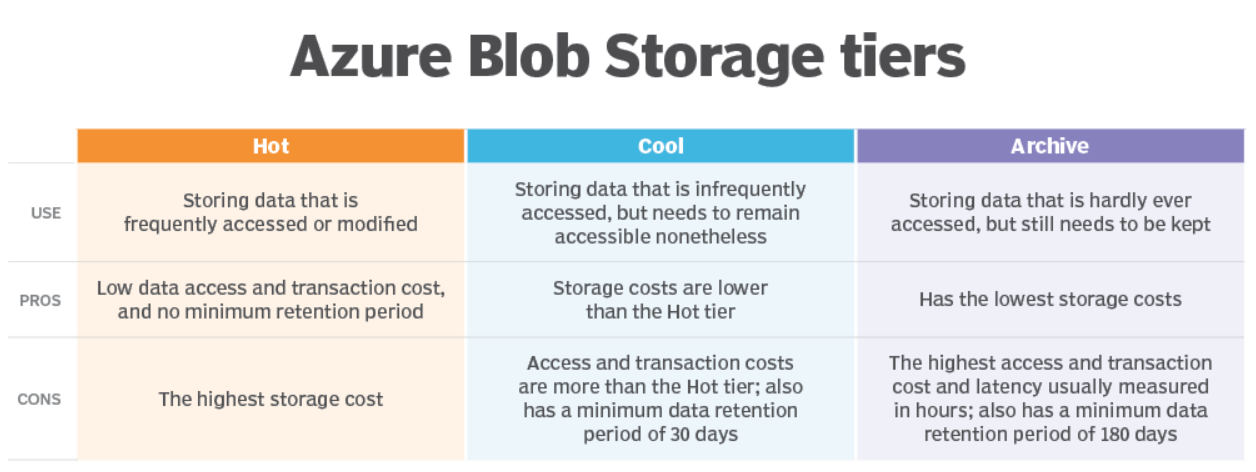 Azure Blob Storage tiers
Hot
Cool
Archive
USE
Storing data that is
frequently accessed or modified
Storing data that is infrequently
accessed, but needs to remain
accessible nonetheless
Storing data that is hardly ever
accessed, but still needs to be kept
PROS
Low data access and transaction cost,
and no minimum retention period
Storage costs are lower
than the Hot tier
Has the lowest storage costs
CONS
The highest storage cost
Access and transaction costs
are more than the Hot tier; also
has a minimum data retention
period of 30 days
The highest access and transaction
cost and latency usually measured
in hours; also has a minimum data
retention period of 180 days